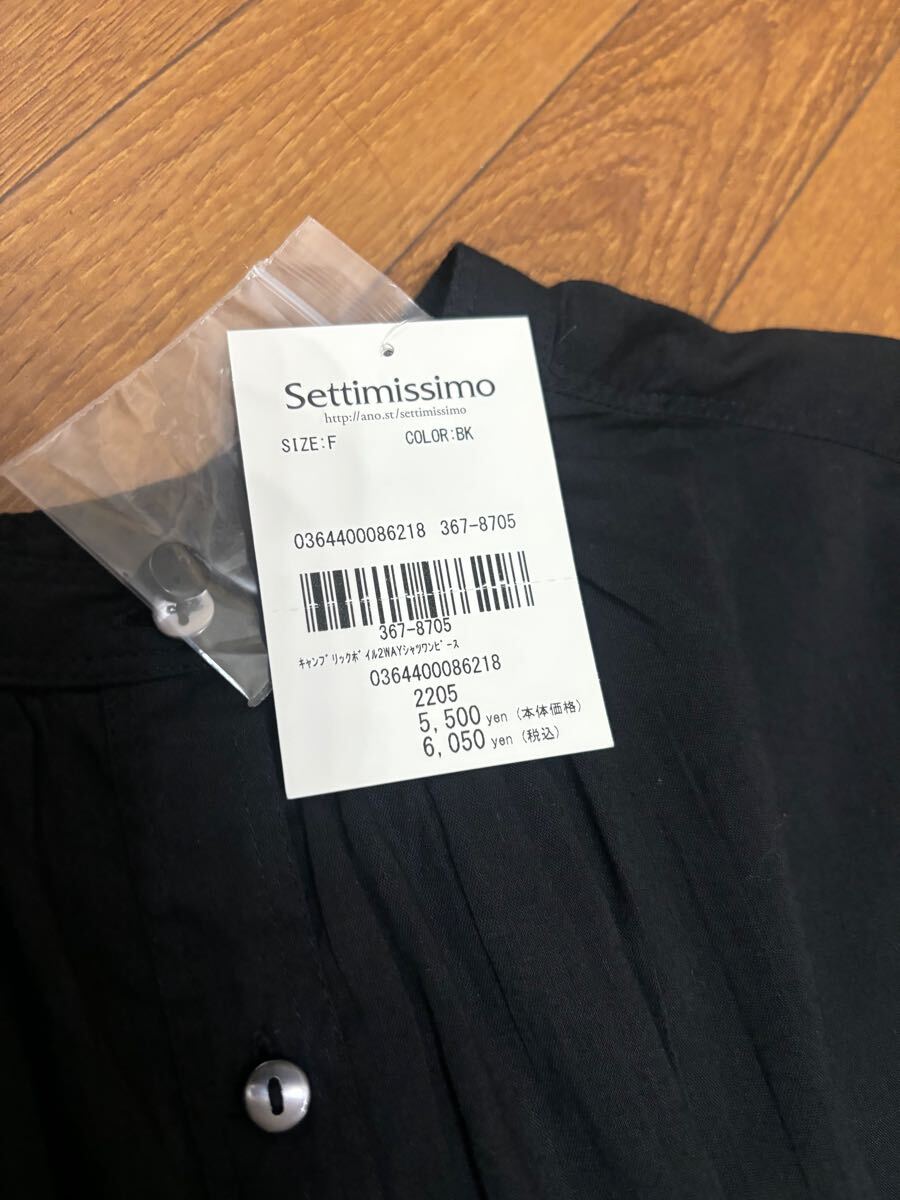 Settimissimo
http://ano.st/settimissimo
SIZE:F COLOR:BK
0364400086218 367-8705
367-8705
ｷｬﾝﾌﾞﾘｯｸﾎﾞｲﾙ2WAYｼｬﾂﾜﾝﾋﾟｰｽ
0364400086218
2205
5,500 yen (本体価格)
6,050 yen (税込)